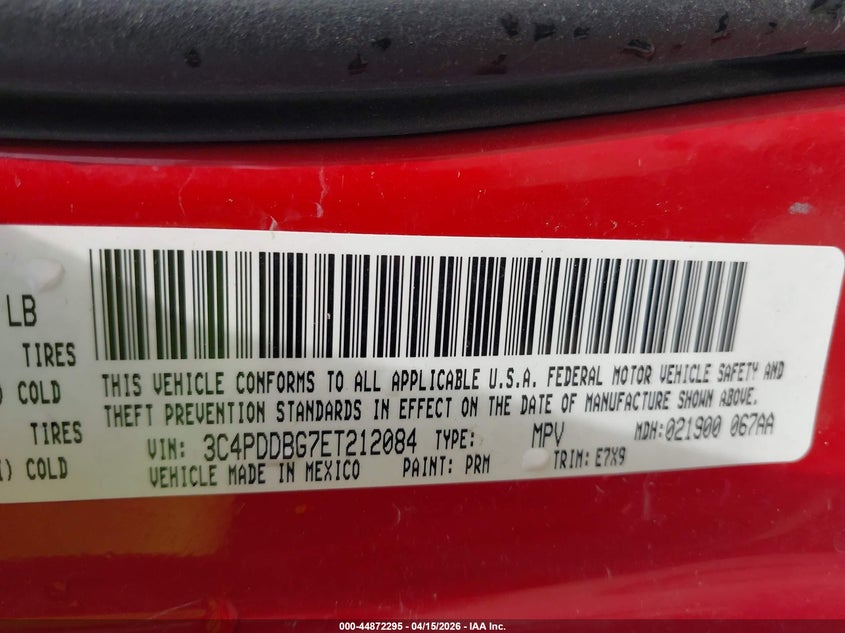 LB
TIRES
) COLD
TIRES
) COLD
THIS VEHICLE CONFORMS TO ALL APPLICABLE U.S.A. FEDERAL MOTOR VEHICLE SAFETY AND
THEFT PREVENTION STANDARDS IN EFFECT ON THE DATE OF MANUFACTURE SHOWN ABOVE.
VIN: 3C4PDDBG7ET212084 TYPE: MPV MDH:021900 067AA
VEHICLE MADE IN MEXICO PAINT: PRM TRIM: E7X9
000-44872295 - 04/15/2026 - IAA Inc.